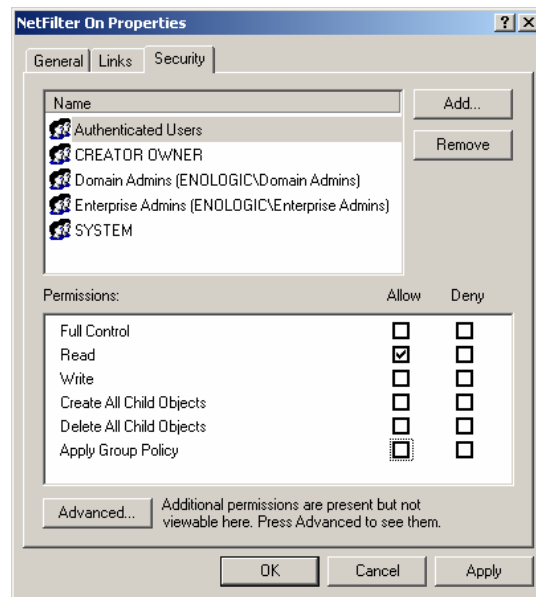 NetFilter On Properties
General
Links
Security
Name
Authenticated Users
CREATOR OWNER
Domain Admins (ENOLOGIC\Domain Admins)
Enterprise Admins (ENOLOGIC\Enterprise Admins)
SYSTEM
Add...
Remove
Permissions: Allow Deny
Full Control
Read
Write
Create All Child Objects
Delete All Child Objects
Apply Group Policy
Advanced...
Additional permissions are present but not
viewable here. Press Advanced to see them.
OK
Cancel
Apply